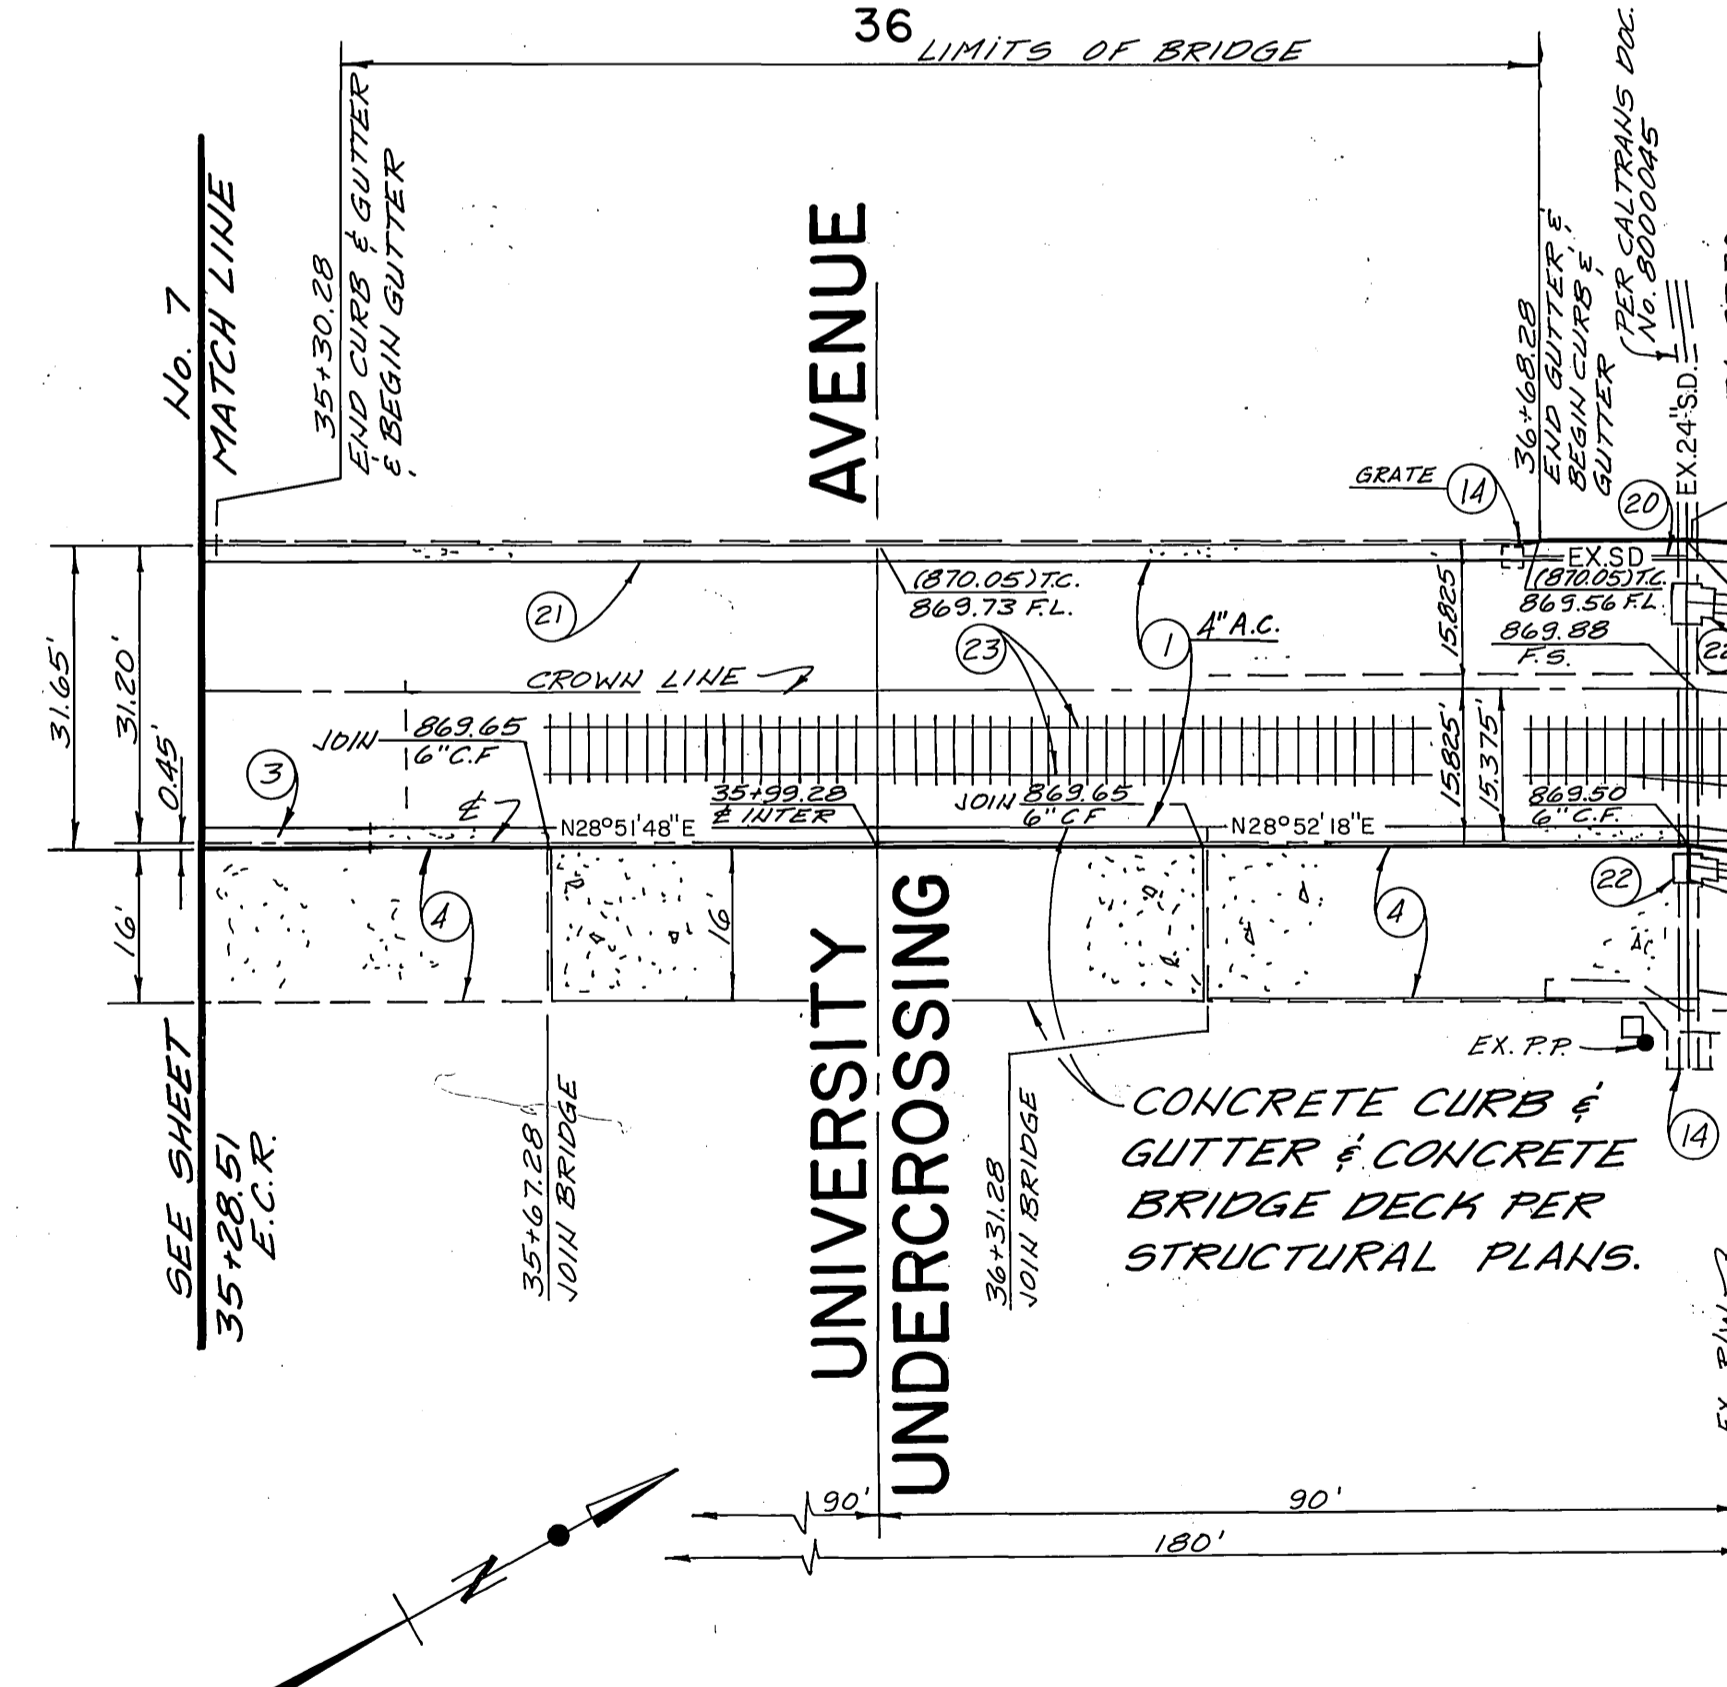 36
LIMITS OF BRIDGE
No. 7
MATCH LINE
35+30.28
END CURB & GUTTER
& BEGIN GUTTER
AVENUE
36+68.28
END GUTTER &
BEGIN CURB &
GUTTER
(PER CALTRANS DOC.
No. 8000045
EX. 24" S.D.
GRATE 14
20
EX. SD
(870.05) T.C.
869.73 F.L.
(870.05) T.C.
869.56 F.L.
869.88
F.S.
22
21
23
1
4" A.C.
15.825'
CROWN LINE
31.65'
31.20'
0.45'
3
JOIN 869.65
6" C.F
35+99.28
₵ INTER
JOIN 869.65
6" C.F
15.825'
15.375'
869.50
6" C.F.
₵
N28°51'48"E
N28°52'18"E
16'
4
16'
4
22
EX. P.P.
14
SEE SHEET
35+28.51
E.C.R.
35+67.28
JOIN BRIDGE
UNIVERSITY
UNDERCROSSING
36+31.28
JOIN BRIDGE
CONCRETE CURB &
GUTTER & CONCRETE
BRIDGE DECK PER
STRUCTURAL PLANS.
EX. R/W
90'
90'
180'
N